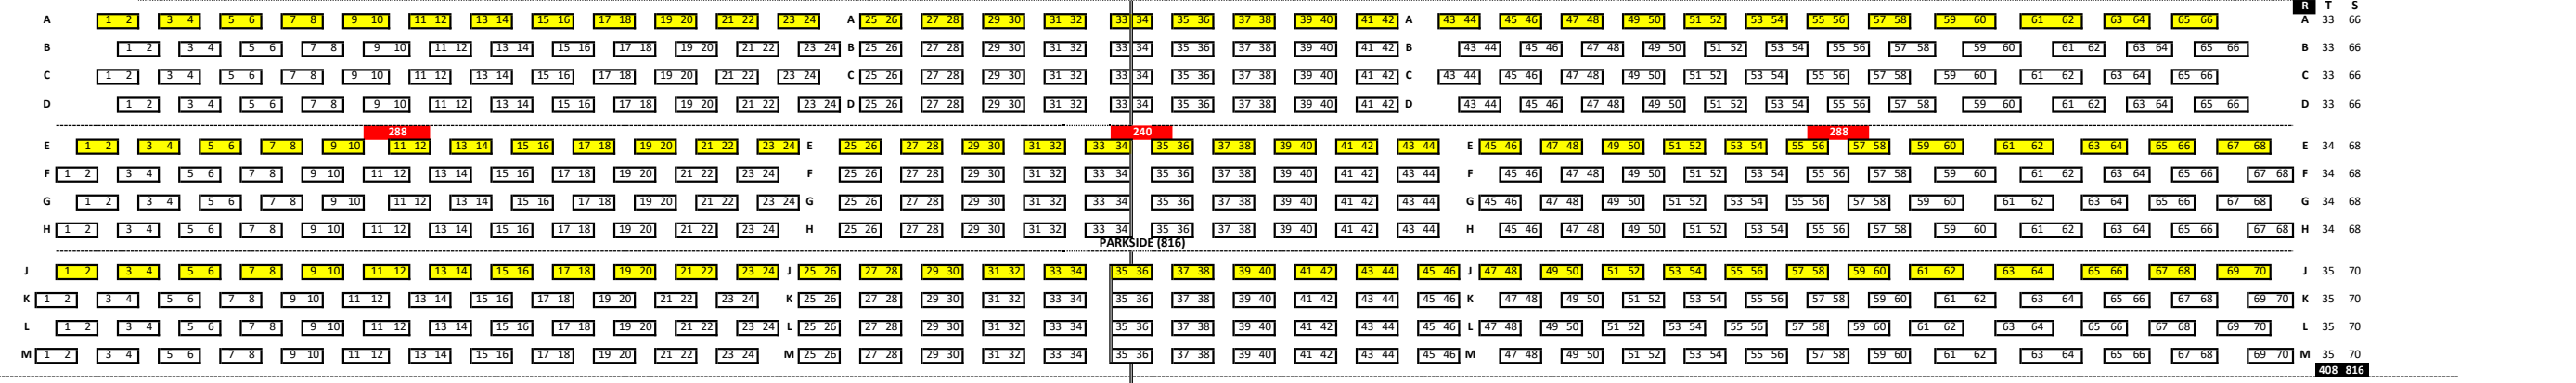 R T S
A 1 2 3 4 5 6 7 8 9 10 11 12 13 14 15 16 17 18 19 20 21 22 23 24 A 25 26 27 28 29 30 31 32 33 34 35 36 37 38 39 40 41 42 A 43 44 45 46 47 48 49 50 51 52 53 54 55 56 57 58 59 60 61 62 63 64 65 66 A 33 66
B 1 2 3 4 5 6 7 8 9 10 11 12 13 14 15 16 17 18 19 20 21 22 23 24 B 25 26 27 28 29 30 31 32 33 34 35 36 37 38 39 40 41 42 B 43 44 45 46 47 48 49 50 51 52 53 54 55 56 57 58 59 60 61 62 63 64 65 66 B 33 66
C 1 2 3 4 5 6 7 8 9 10 11 12 13 14 15 16 17 18 19 20 21 22 23 24 C 25 26 27 28 29 30 31 32 33 34 35 36 37 38 39 40 41 42 C 43 44 45 46 47 48 49 50 51 52 53 54 55 56 57 58 59 60 61 62 63 64 65 66 C 33 66
D 1 2 3 4 5 6 7 8 9 10 11 12 13 14 15 16 17 18 19 20 21 22 23 24 D 25 26 27 28 29 30 31 32 33 34 35 36 37 38 39 40 41 42 D 43 44 45 46 47 48 49 50 51 52 53 54 55 56 57 58 59 60 61 62 63 64 65 66 D 33 66
288 240 288
E 1 2 3 4 5 6 7 8 9 10 11 12 13 14 15 16 17 18 19 20 21 22 23 24 E 25 26 27 28 29 30 31 32 33 34 35 36 37 38 39 40 41 42 43 44 E 45 46 47 48 49 50 51 52 53 54 55 56 57 58 59 60 61 62 63 64 65 66 67 68 E 34 68
F 1 2 3 4 5 6 7 8 9 10 11 12 13 14 15 16 17 18 19 20 21 22 23 24 F 25 26 27 28 29 30 31 32 33 34 35 36 37 38 39 40 41 42 43 44 F 45 46 47 48 49 50 51 52 53 54 55 56 57 58 59 60 61 62 63 64 65 66 67 68 F 34 68
G 1 2 3 4 5 6 7 8 9 10 11 12 13 14 15 16 17 18 19 20 21 22 23 24 G 25 26 27 28 29 30 31 32 33 34 35 36 37 38 39 40 41 42 43 44 G 45 46 47 48 49 50 51 52 53 54 55 56 57 58 59 60 61 62 63 64 65 66 67 68 G 34 68
H 1 2 3 4 5 6 7 8 9 10 11 12 13 14 15 16 17 18 19 20 21 22 23 24 H 25 26 27 28 29 30 31 32 33 34 35 36 37 38 39 40 41 42 43 44 H 45 46 47 48 49 50 51 52 53 54 55 56 57 58 59 60 61 62 63 64 65 66 67 68 H 34 68
PARKSIDE (816)
J 1 2 3 4 5 6 7 8 9 10 11 12 13 14 15 16 17 18 19 20 21 22 23 24 J 25 26 27 28 29 30 31 32 33 34 35 36 37 38 39 40 41 42 43 44 45 46 J 47 48 49 50 51 52 53 54 55 56 57 58 59 60 61 62 63 64 65 66 67 68 69 70 J 35 70
K 1 2 3 4 5 6 7 8 9 10 11 12 13 14 15 16 17 18 19 20 21 22 23 24 K 25 26 27 28 29 30 31 32 33 34 35 36 37 38 39 40 41 42 43 44 45 46 K 47 48 49 50 51 52 53 54 55 56 57 58 59 60 61 62 63 64 65 66 67 68 69 70 K 35 70
L 1 2 3 4 5 6 7 8 9 10 11 12 13 14 15 16 17 18 19 20 21 22 23 24 L 25 26 27 28 29 30 31 32 33 34 35 36 37 38 39 40 41 42 43 44 45 46 L 47 48 49 50 51 52 53 54 55 56 57 58 59 60 61 62 63 64 65 66 67 68 69 70 L 35 70
M 1 2 3 4 5 6 7 8 9 10 11 12 13 14 15 16 17 18 19 20 21 22 23 24 M 25 26 27 28 29 30 31 32 33 34 35 36 37 38 39 40 41 42 43 44 45 46 M 47 48 49 50 51 52 53 54 55 56 57 58 59 60 61 62 63 64 65 66 67 68 69 70 M 35 70
408 816